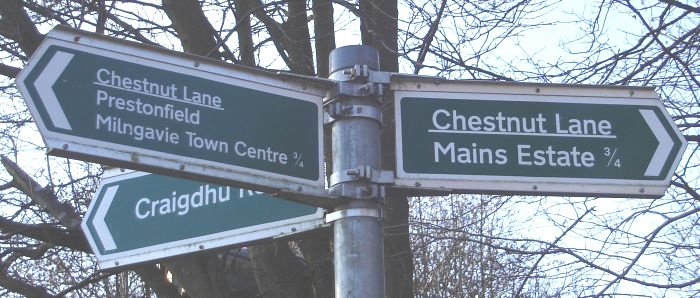 Chestnut Lane
Prestonfield
Milngavie Town Centre ¾
Chestnut Lane
Mains Estate ¾
Craigdhu